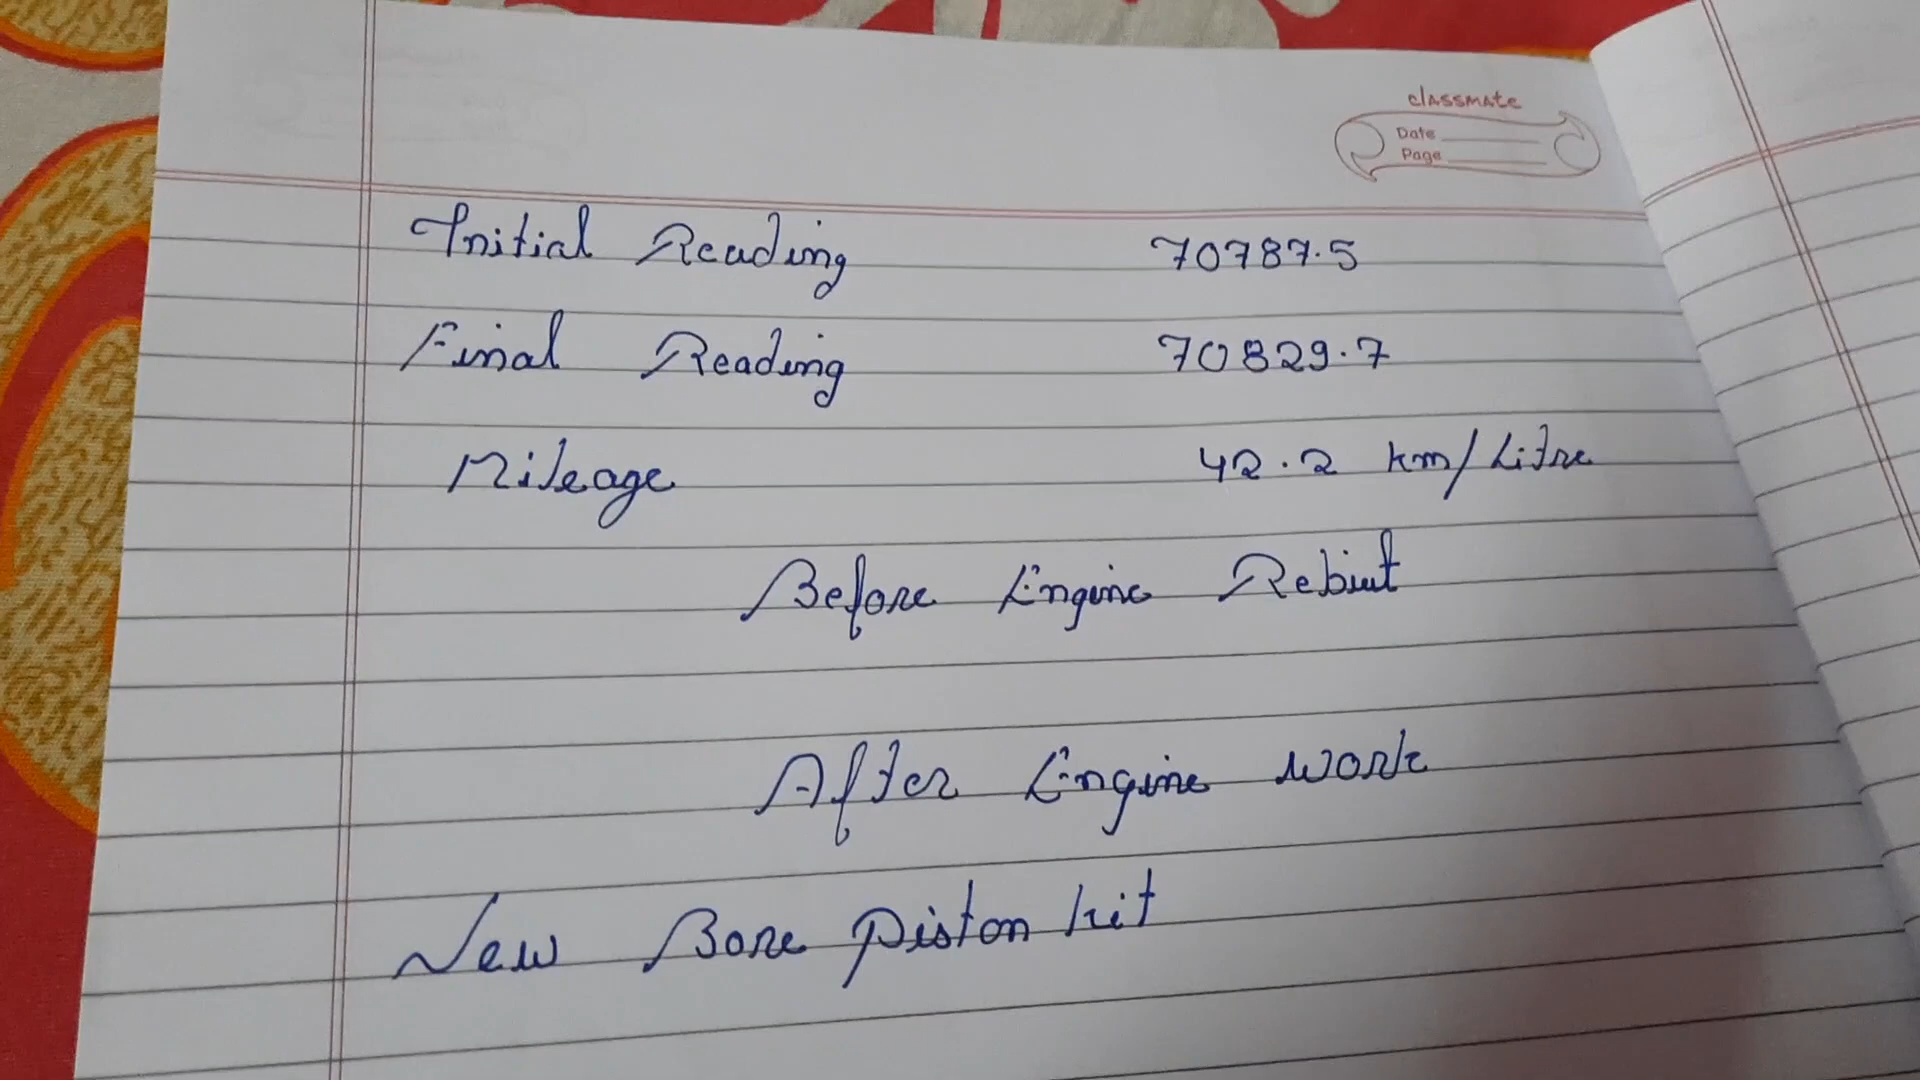 classmate
Date
Page
Initial Reading 70787.5
Final Reading 70829.7
Mileage 42.2 km/Litre
Before Engine Rebiut
After Engine work
New Bore piston kit